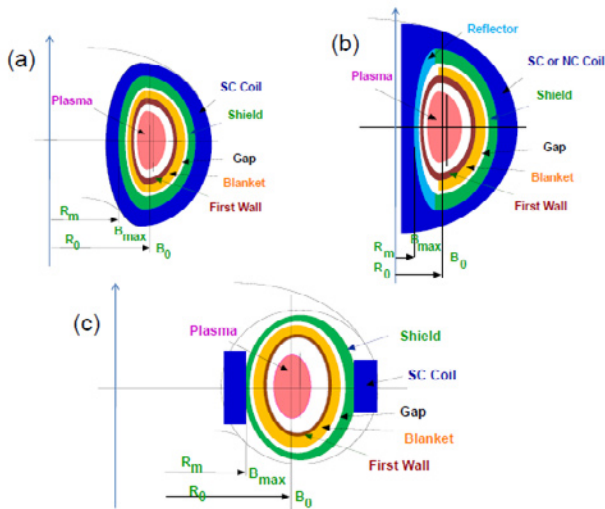 (a)
Plasma
SC Coil
Shield
Gap
Blanket
First Wall
Rm
Bmax
R0
B0
(b)
Reflector
Plasma
SC or NC Coil
Shield
Gap
Blanket
First Wall
Rm
Bmax
R0
B0
(c)
Plasma
Shield
SC Coil
Gap
Blanket
First Wall
Rm
Bmax
R0
B0